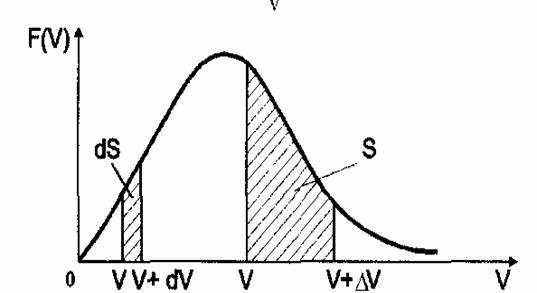 V
F(V)
dS
S
0 V V+ dV V V+ΔV V